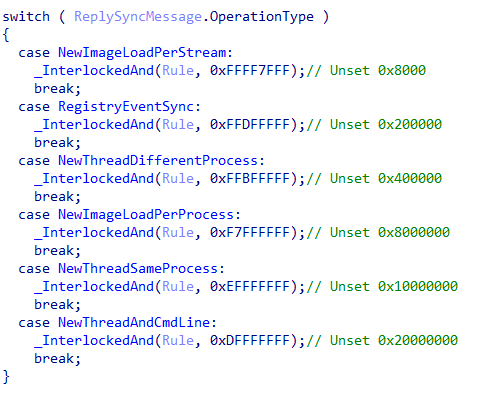 switch ( ReplySyncMessage.OperationType )
{
case NewImageLoadPerStream:
_InterlockedAnd(Rule, 0xFFFF7FFF);// Unset 0x8000
break;
case RegistryEventSync:
_InterlockedAnd(Rule, 0xFFDFFFFF);// Unset 0x200000
break;
case NewThreadDifferentProcess:
_InterlockedAnd(Rule, 0xFFBFFFFF);// Unset 0x400000
break;
case NewImageLoadPerProcess:
_InterlockedAnd(Rule, 0xF7FFFFFF);// Unset 0x8000000
break;
case NewThreadSameProcess:
_InterlockedAnd(Rule, 0xEFFFFFFF);// Unset 0x10000000
break;
case NewThreadAndCmdLine:
_InterlockedAnd(Rule, 0xDFFFFFFF);// Unset 0x20000000
break;
}